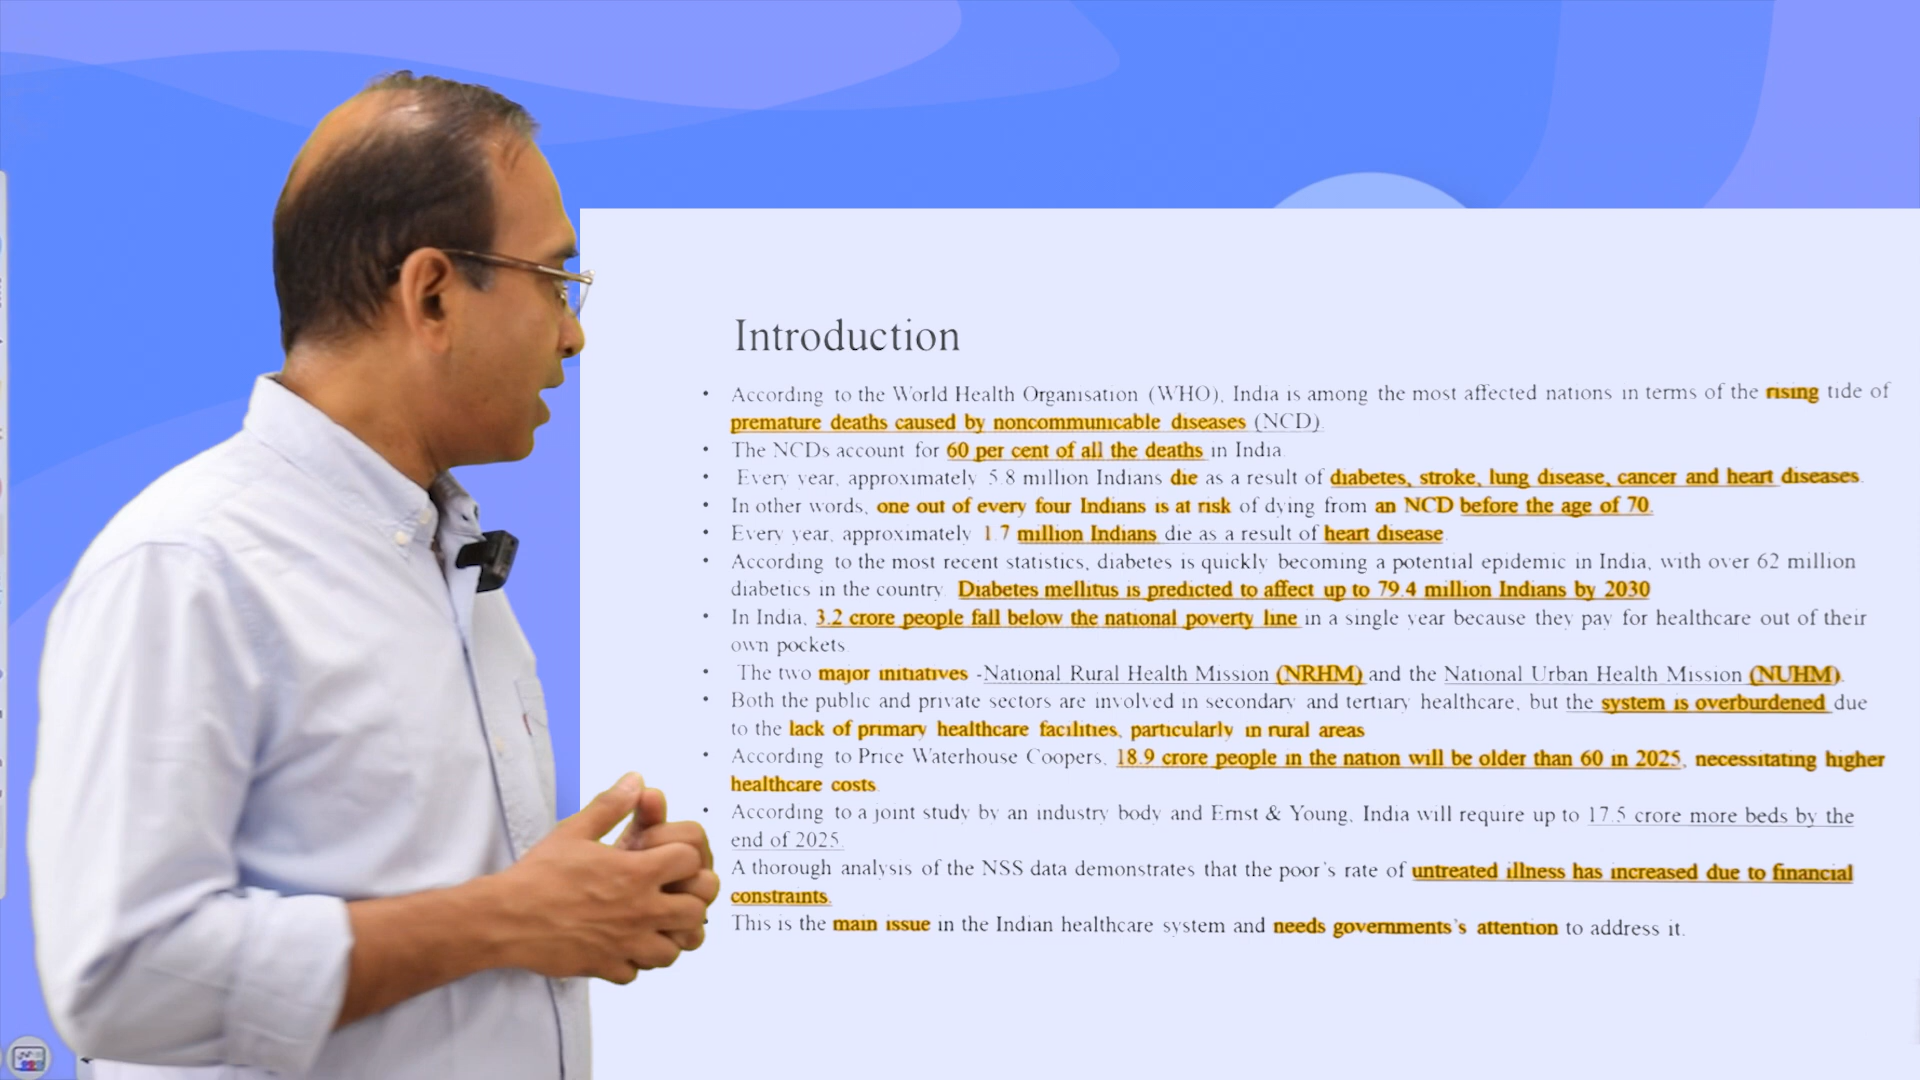 Introduction
• According to the World Health Organisation (WHO), India is among the most affected nations in terms of the rising tide of
premature deaths caused by noncommunicable diseases (NCD).
• The NCDs account for 60 per cent of all the deaths in India.
• Every year, approximately 5.8 million Indians die as a result of diabetes, stroke, lung disease, cancer and heart diseases.
• In other words, one out of every four Indians is at risk of dying from an NCD before the age of 70.
• Every year, approximately 1.7 million Indians die as a result of heart disease.
• According to the most recent statistics, diabetes is quickly becoming a potential epidemic in India, with over 62 million
diabetics in the country. Diabetes mellitus is predicted to affect up to 79.4 million Indians by 2030
• In India, 3.2 crore people fall below the national poverty line in a single year because they pay for healthcare out of their
own pockets.
• The two major initiatives -National Rural Health Mission (NRHM) and the National Urban Health Mission (NUHM).
• Both the public and private sectors are involved in secondary and tertiary healthcare, but the system is overburdened due
to the lack of primary healthcare facilities, particularly in rural areas
• According to Price Waterhouse Coopers, 18.9 crore people in the nation will be older than 60 in 2025, necessitating higher
healthcare costs.
• According to a joint study by an industry body and Ernst & Young, India will require up to 17.5 crore more beds by the
end of 2025.
A thorough analysis of the NSS data demonstrates that the poor's rate of untreated illness has increased due to financial
constraints.
• This is the main issue in the Indian healthcare system and needs governments's attention to address it.